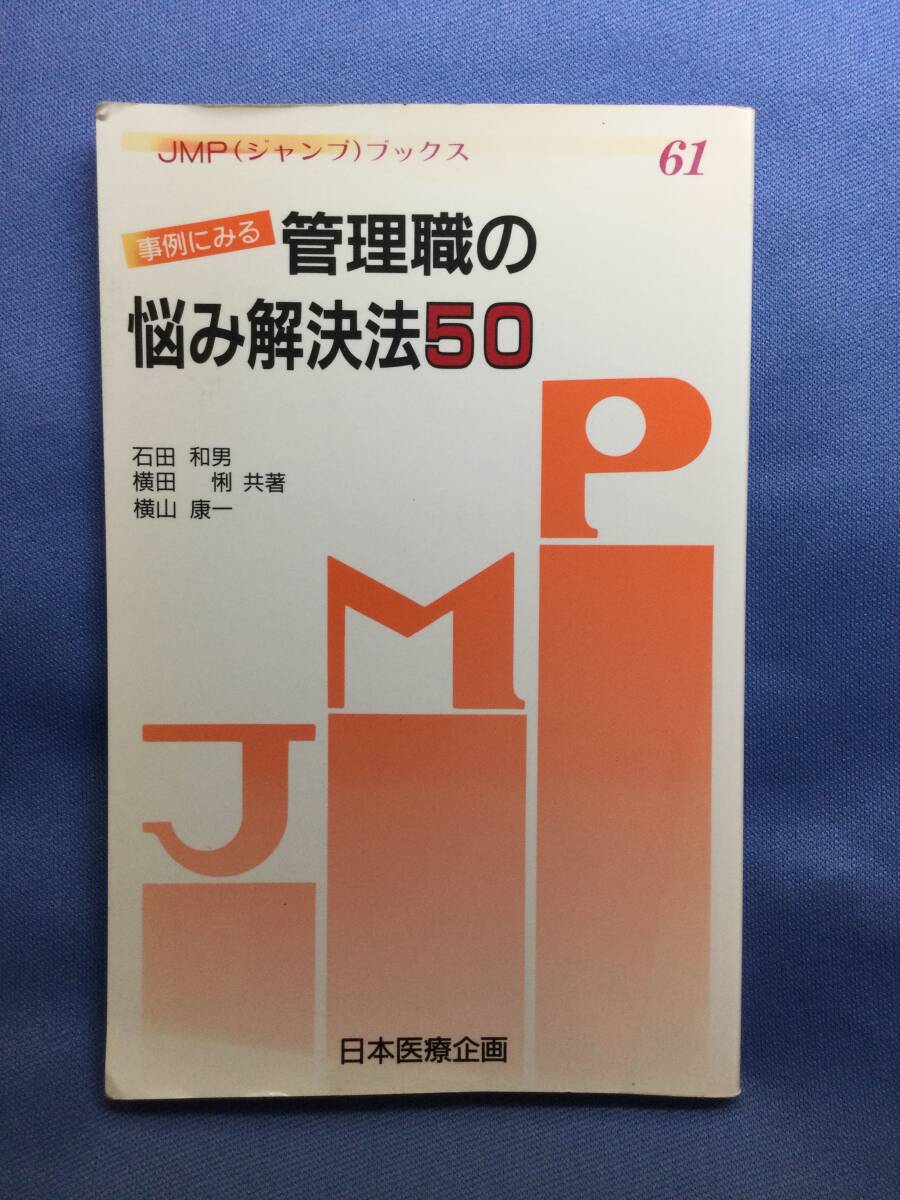 JMP(ジャンプ)ブックス 61
事例にみる 管理職の
悩み解決法50
石田 和男
横田 悧 共著
横山 康一
P
M
J
日本医療企画